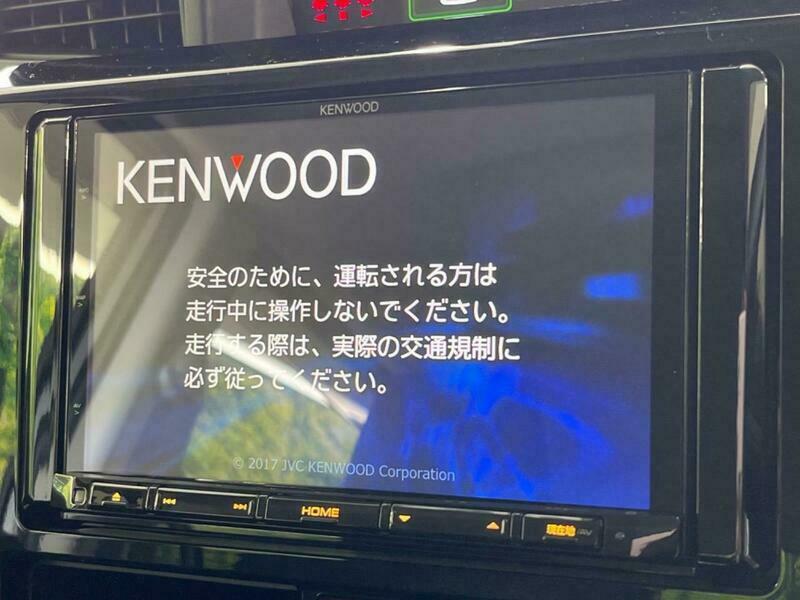 KENWOOD
KENWOOD
安全のために、運転される方は
走行中に操作しないでください。
走行する際は、実際の交通規制に
必ず従ってください。
© 2017 JVC KENWOOD Corporation
HOME
現在地/AV